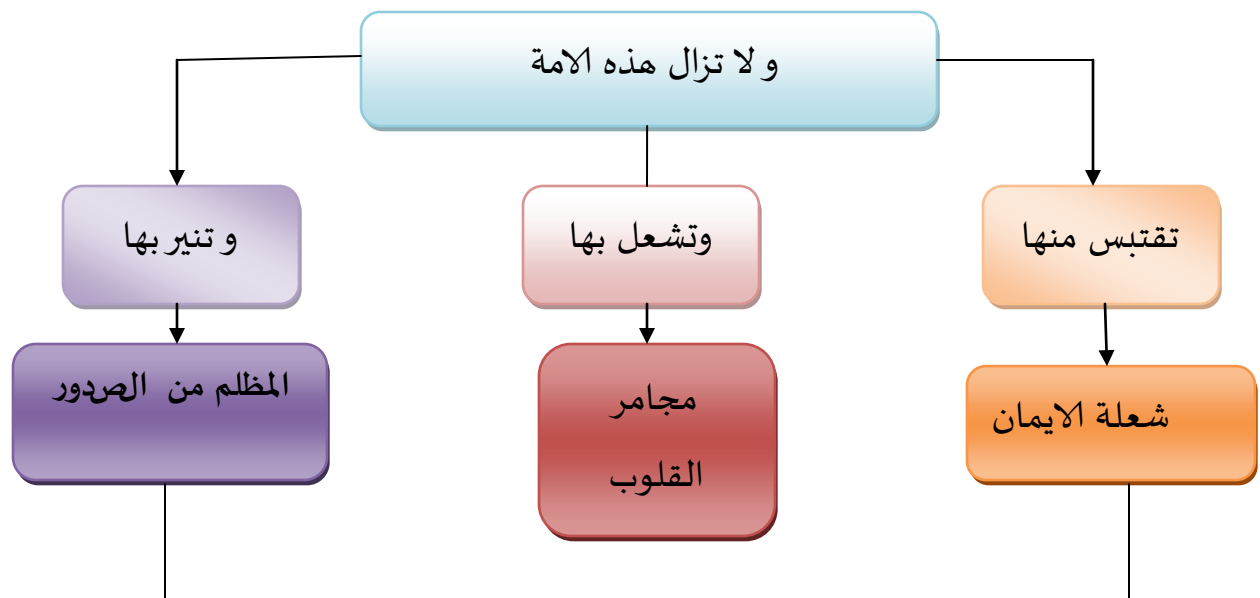 و لا تزال هذه الامة
تقتبس منها
وتشعل بها
و تنير بها
شعلة الايمان
مجامر
القلوب
المظلم من الصدور